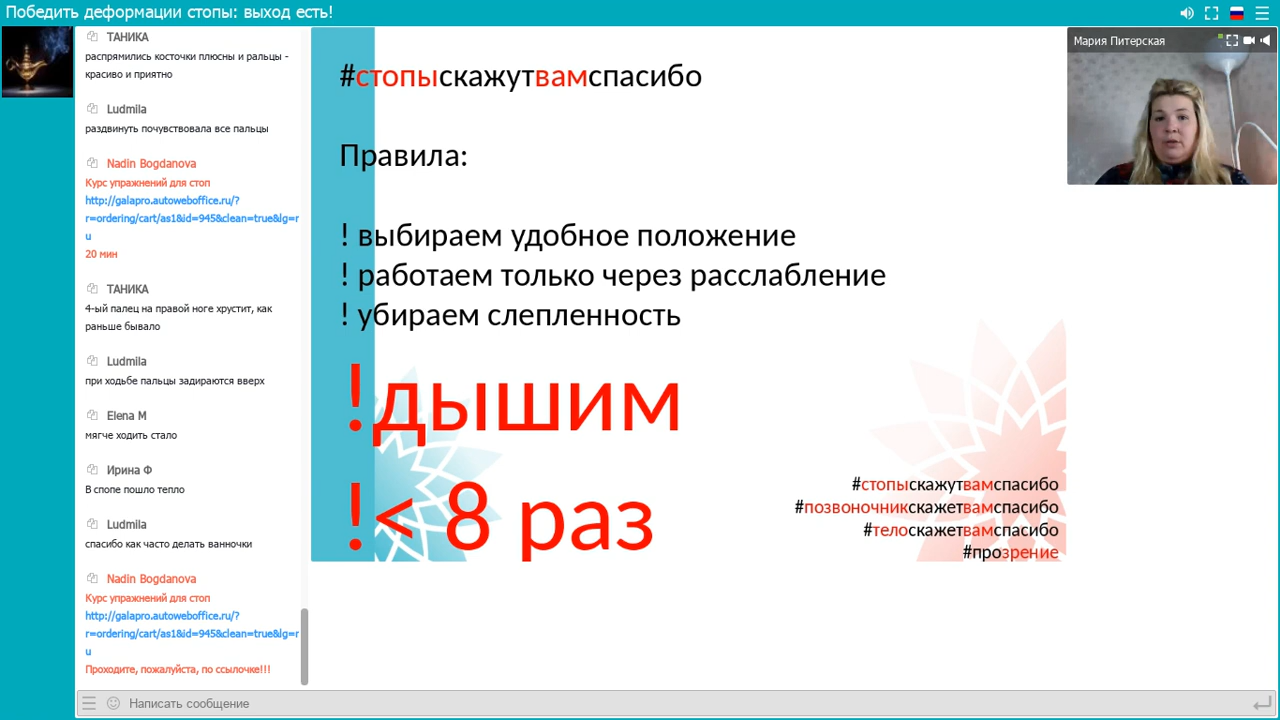 Победить деформации стопы: выход есть!
ТАНИКА
распрямились косточки плюсны и ральцы -
красиво и приятно
Ludmila
раздвинуть почувствовала все пальцы
Nadin Bogdanova
Курс упражнений для стоп
http://galapro.autoweboffice.ru/?
r=ordering/cart/as1&id=945&clean=true&lg=r
u
20 мин
ТАНИКА
4-ый палец на правой ноге хрустит, как
раньше бывало
Ludmila
при ходьбе пальцы задираются вверх
Elena M
мягче ходить стало
Ирина Ф
В спопе пошло тепло
Ludmila
спасибо как часто делать ванночки
Nadin Bogdanova
Курс упражнений для стоп
http://galapro.autoweboffice.ru/?
r=ordering/cart/as1&id=945&clean=true&lg=r
u
Проходите, пожалуйста, по ссылочке!!!
Написать сообщение
#стопыскажутвамспасибо
Правила:
! выбираем удобное положение
! работаем только через расслабление
! убираем слепленность
!дышим
!< 8 раз
#стопыскажутвамспасибо
#позвоночникскажетвамспасибо
#телоскажетвамспасибо
#прозрение
Мария Питерская